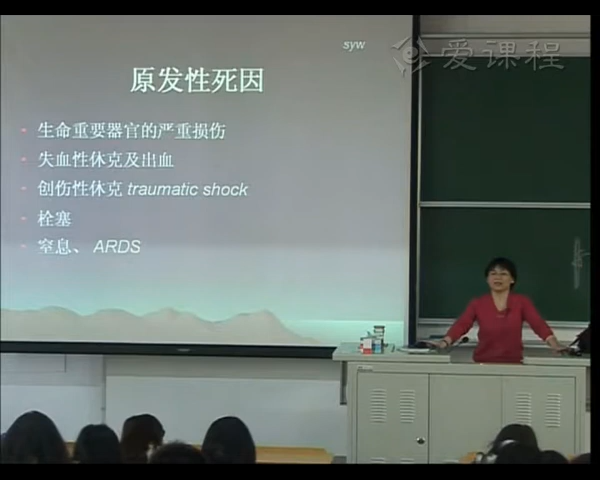 syw
爱课程
原发性死因
生命重要器官的严重损伤
失血性休克及出血
创伤性休克 traumatic shock
栓塞
窒息、ARDS